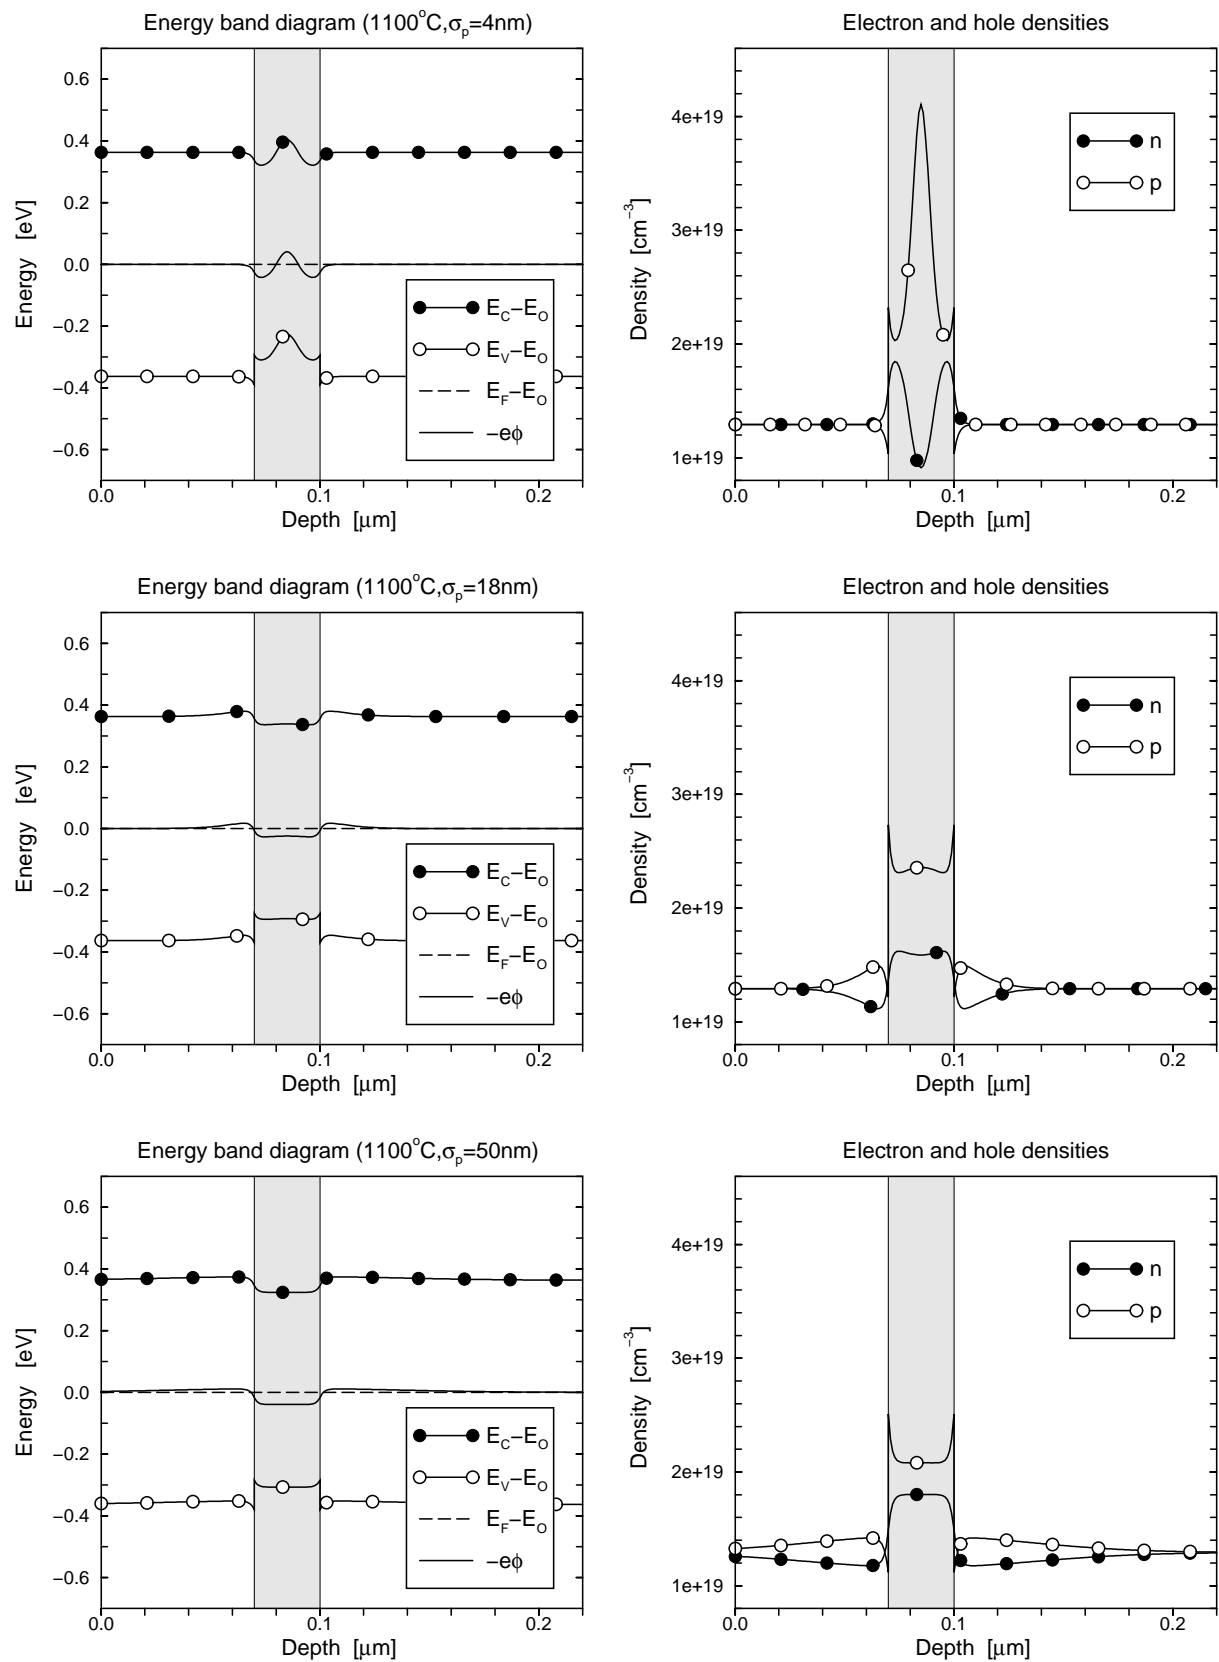 Energy band diagram (1100°C,σp=4nm)
Energy [eV]
0.6
0.4
0.2
0.0
−0.2
−0.4
−0.6
EC−EO
EV−EO
EF−EO
−eϕ
0.0 0.1 0.2
Depth [μm]
Electron and hole densities
Density [cm−3]
4e+19
3e+19
2e+19
1e+19
n
p
0.0 0.1 0.2
Depth [μm]
Energy band diagram (1100°C,σp=18nm)
Energy [eV]
0.6
0.4
0.2
0.0
−0.2
−0.4
−0.6
EC−EO
EV−EO
EF−EO
−eϕ
0.0 0.1 0.2
Depth [μm]
Electron and hole densities
Density [cm−3]
4e+19
3e+19
2e+19
1e+19
n
p
0.0 0.1 0.2
Depth [μm]
Energy band diagram (1100°C,σp=50nm)
Energy [eV]
0.6
0.4
0.2
0.0
−0.2
−0.4
−0.6
EC−EO
EV−EO
EF−EO
−eϕ
0.0 0.1 0.2
Depth [μm]
Electron and hole densities
Density [cm−3]
4e+19
3e+19
2e+19
1e+19
n
p
0.0 0.1 0.2
Depth [μm]